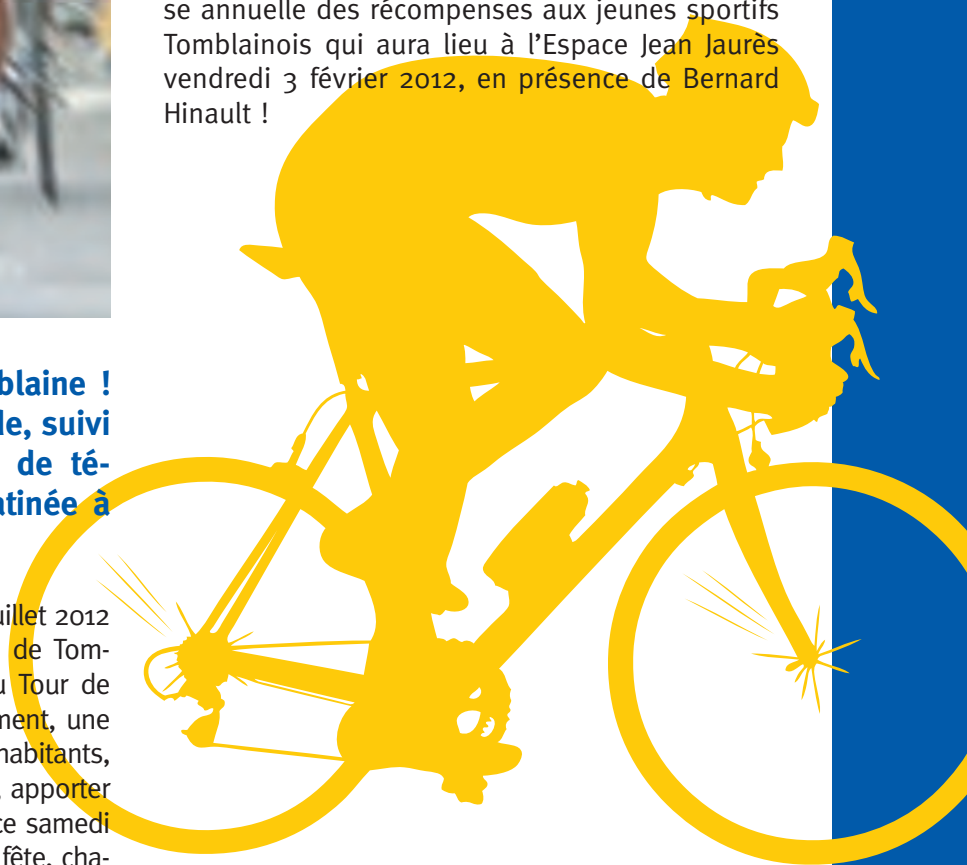 se annuelle des récompenses aux jeunes sportifs
Tomblainois qui aura lieu à l’Espace Jean Jaurès
vendredi 3 février 2012, en présence de Bernard
Hinault !
blaine !
de, suivi
de té-
atinée à
uillet 2012
de Tom-
u Tour de
ment, une
habitants,
apporter
ce samedi
fête, cha-